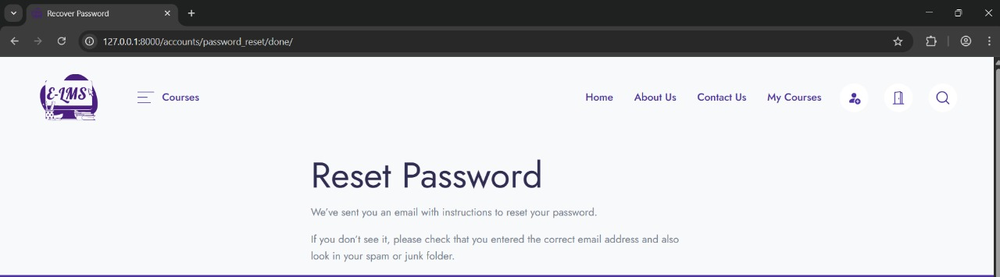 Recover Password
127.0.0.1:8000/accounts/password_reset/done/
E-LMS
Courses
Home
About Us
Contact Us
My Courses
Reset Password
We've sent you an email with instructions to reset your password.
If you don't see it, please check that you entered the correct email address and also
look in your spam or junk folder.